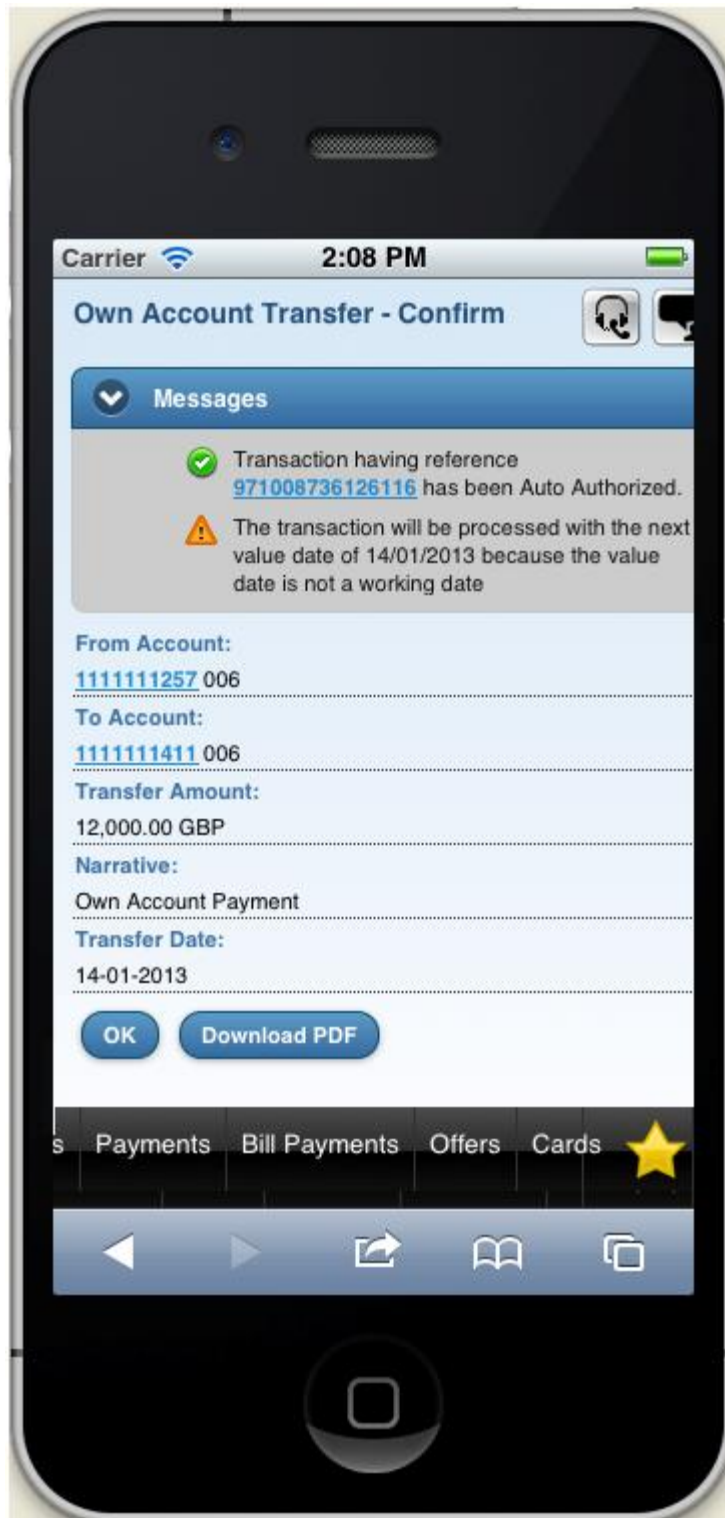 Carrier 2:08 PM
Own Account Transfer - Confirm
Messages
Transaction having reference
971008736126116 has been Auto Authorized.
The transaction will be processed with the next
value date of 14/01/2013 because the value
date is not a working date
From Account:
1111111257 006
To Account:
1111111411 006
Transfer Amount:
12,000.00 GBP
Narrative:
Own Account Payment
Transfer Date:
14-01-2013
OK Download PDF
s Payments Bill Payments Offers Cards